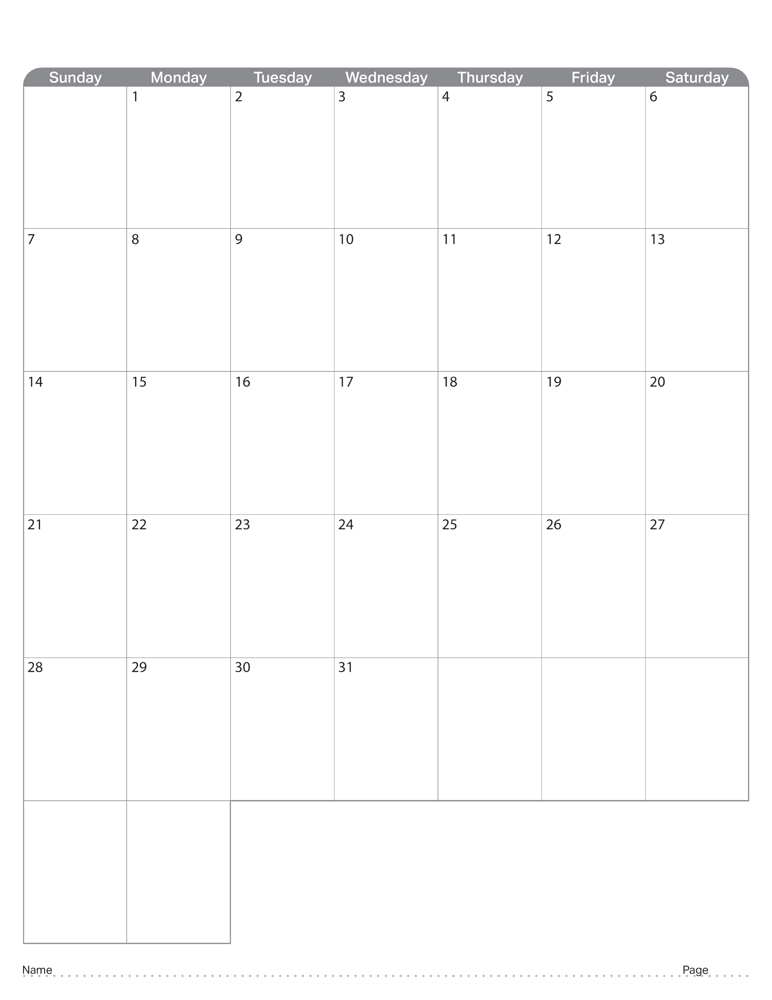 Sunday Monday Tuesday Wednesday Thursday Friday Saturday
1 2 3 4 5 6
7 8 9 10 11 12 13
14 15 16 17 18 19 20
21 22 23 24 25 26 27
28 29 30 31
Name Page